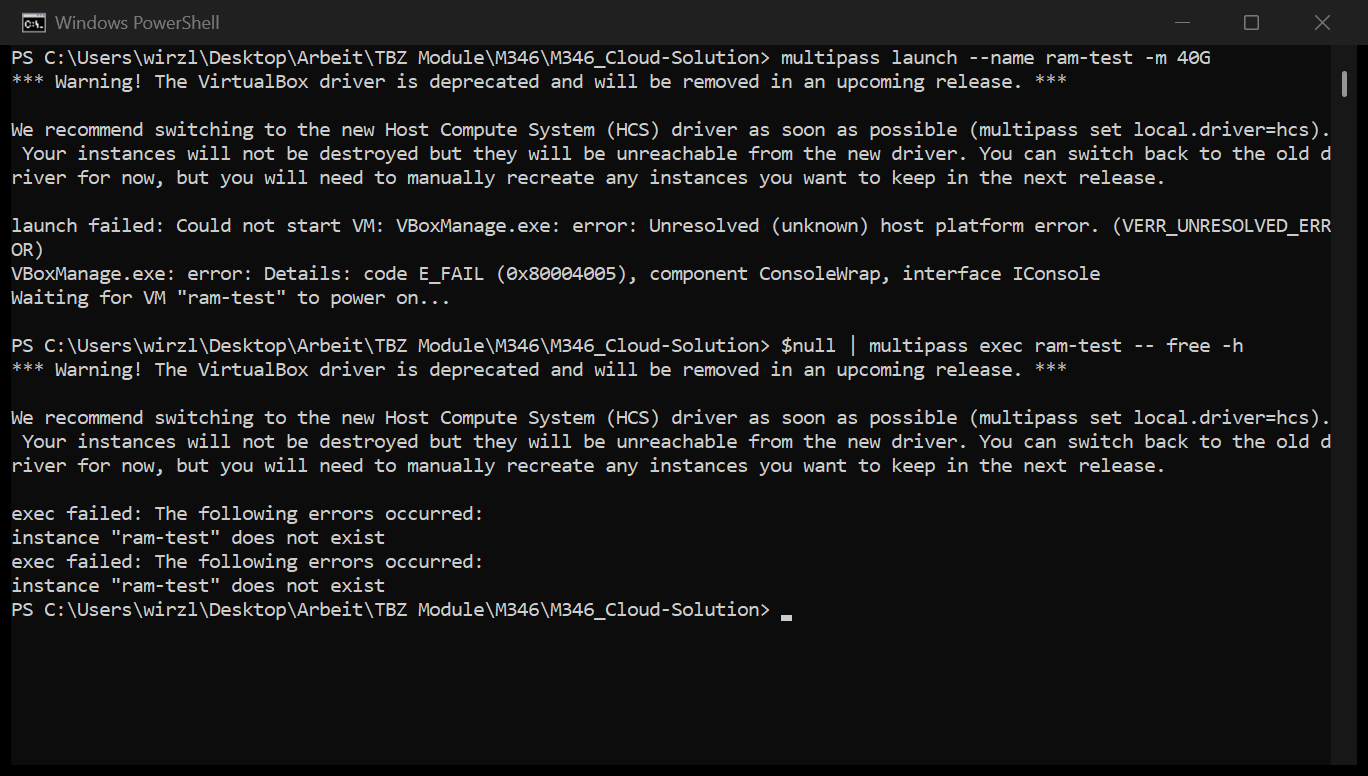 Windows PowerShell
PS C:\Users\wirzl\Desktop\Arbeit\TBZ Module\M346\M346_Cloud-Solution> multipass launch --name ram-test -m 40G
*** Warning! The VirtualBox driver is deprecated and will be removed in an upcoming release. ***
We recommend switching to the new Host Compute System (HCS) driver as soon as possible (multipass set local.driver=hcs).
 Your instances will not be destroyed but they will be unreachable from the new driver. You can switch back to the old d
river for now, but you will need to manually recreate any instances you want to keep in the next release.
launch failed: Could not start VM: VBoxManage.exe: error: Unresolved (unknown) host platform error. (VERR_UNRESOLVED_ERR
OR)
VBoxManage.exe: error: Details: code E_FAIL (0x80004005), component ConsoleWrap, interface IConsole
Waiting for VM "ram-test" to power on...
PS C:\Users\wirzl\Desktop\Arbeit\TBZ Module\M346\M346_Cloud-Solution> $null | multipass exec ram-test -- free -h
*** Warning! The VirtualBox driver is deprecated and will be removed in an upcoming release. ***
We recommend switching to the new Host Compute System (HCS) driver as soon as possible (multipass set local.driver=hcs).
 Your instances will not be destroyed but they will be unreachable from the new driver. You can switch back to the old d
river for now, but you will need to manually recreate any instances you want to keep in the next release.
exec failed: The following errors occurred:
instance "ram-test" does not exist
exec failed: The following errors occurred:
instance "ram-test" does not exist
PS C:\Users\wirzl\Desktop\Arbeit\TBZ Module\M346\M346_Cloud-Solution>